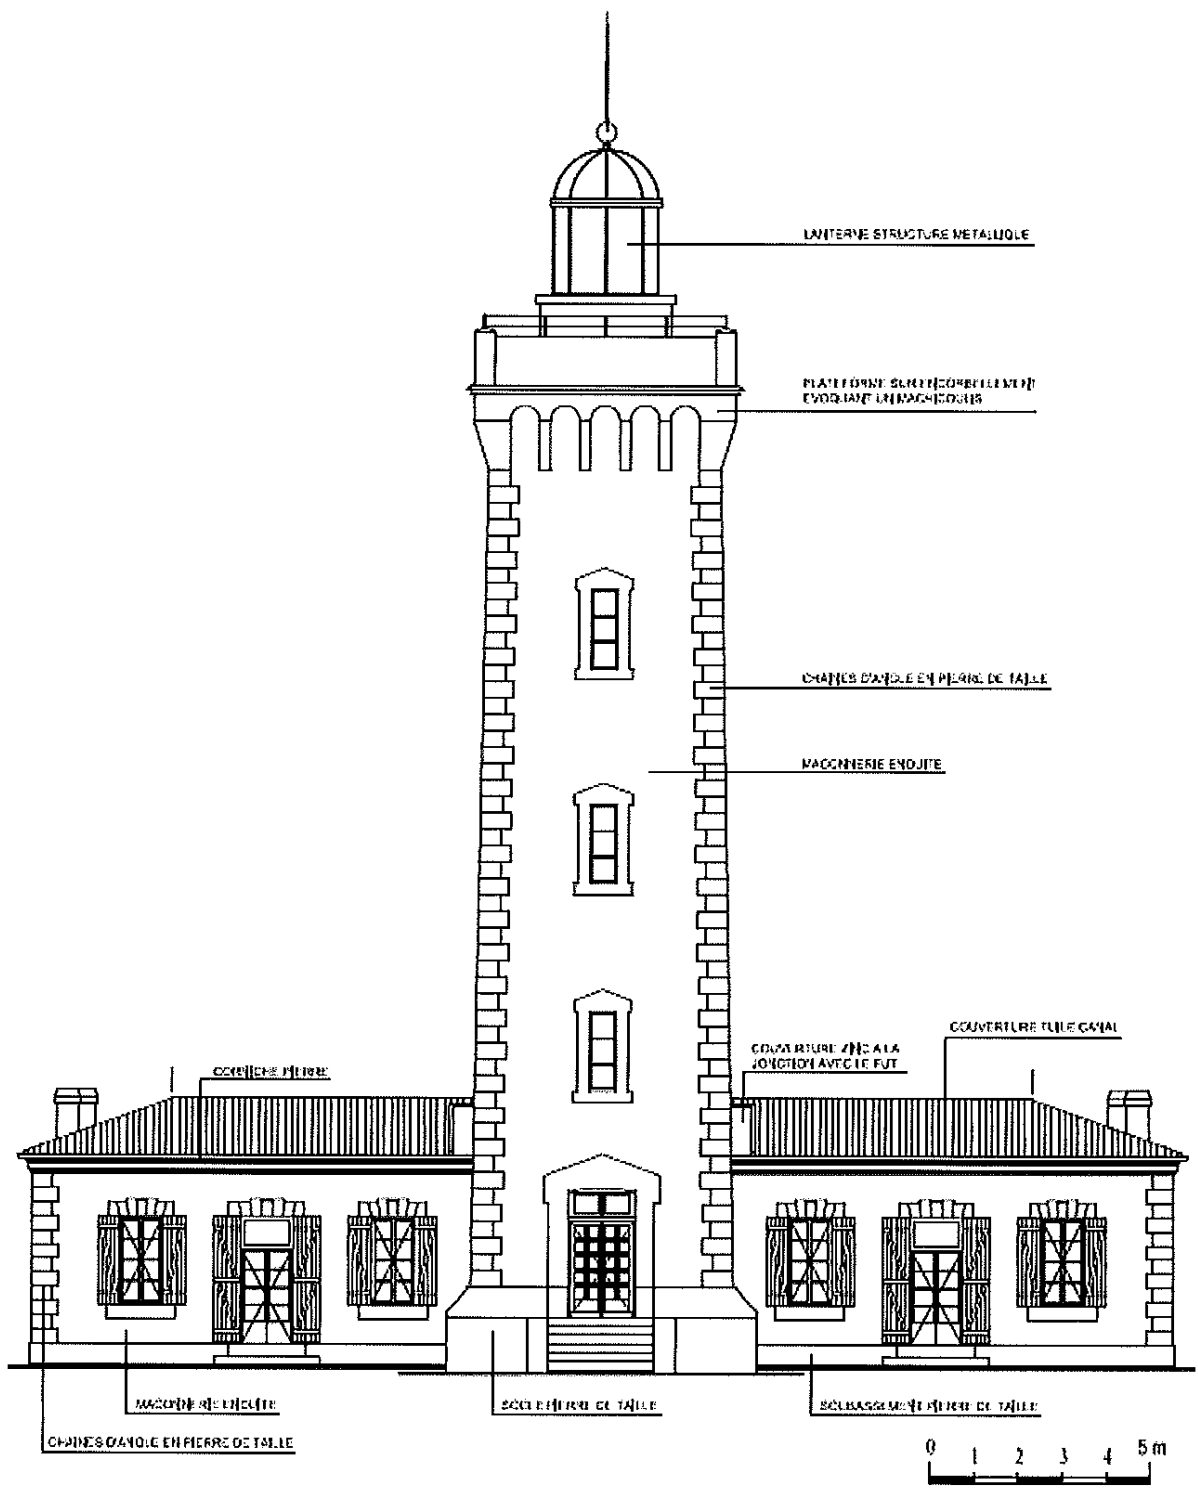 LANTERNE STRUCTURE METALLIQUE
PLATEFORME SUR ENCORBELLEMENT
EVOQUANT UN MACHICOULIS
CHAINES D'ANGLE EN PIERRE DE TAILLE
MACONNERIE ENDUITE
COUVERTURE TUILE CANAL
COUVERTURE ZINC A LA
JONCTION AVEC LE FUT
CORNICHE PIERRE
MACONNERIE ENDUITE
SOCLE PIERRE DE TAILLE
SOUBASSEMENT PIERRE DE TAILLE
CHAINES D'ANGLE EN PIERRE DE TAILLE
0 1 2 3 4 5 m